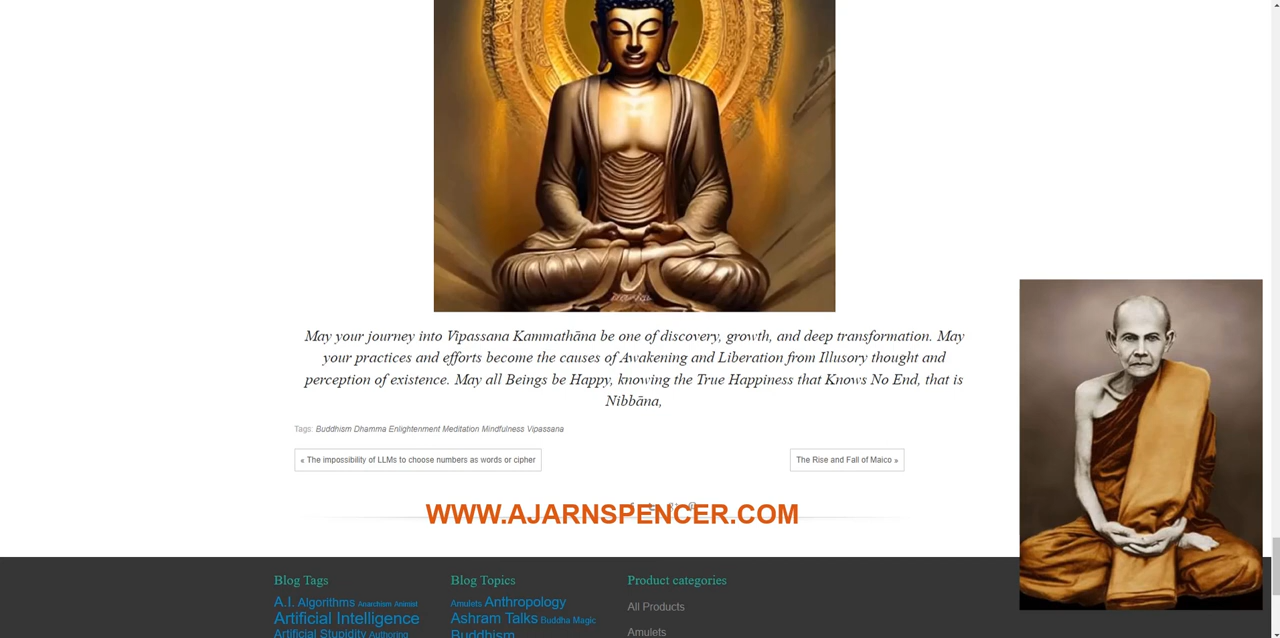 May your journey into Vipassana Kammathāna be one of discovery, growth, and deep transformation. May
your practices and efforts become the causes of Awakening and Liberation from Illusory thought and
perception of existence. May all Beings be Happy, knowing the True Happiness that Knows No End, that is
Nibbāna,
Tags: Buddhism Dhamma Enlightenment Meditation Mindfulness Vipassana
« The impossibility of LLMs to choose numbers as words or cipher
The Rise and Fall of Maico »
WWW.AJARNSPENCER.COM
Blog Tags
A.I. Algorithms Anarchism Animist
Artificial Intelligence
Artificial Stupidity Authoring
Blog Topics
Amulets Anthropology
Ashram Talks Buddha Magic
Buddhism
Product categories
All Products
Amulets